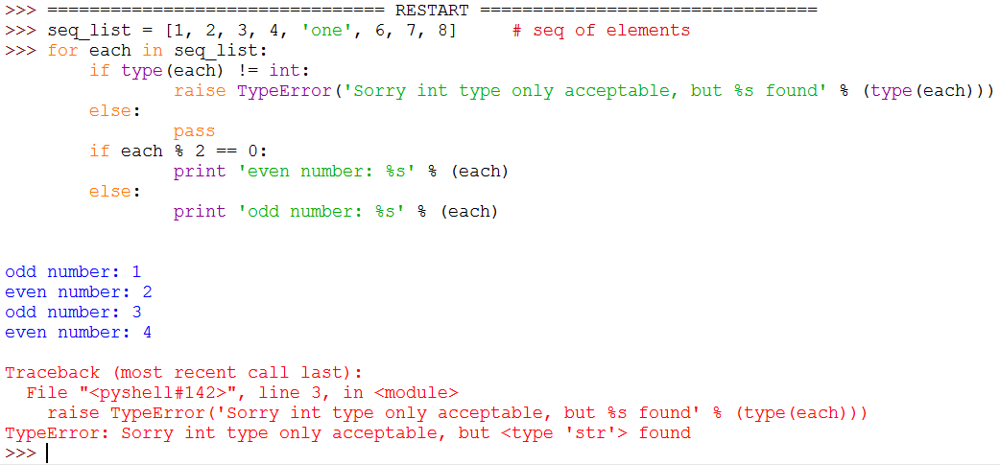 >>> ================================ RESTART ================================
>>> seq_list = [1, 2, 3, 4, 'one', 6, 7, 8]     # seq of elements
>>> for each in seq_list:
        if type(each) != int:
                raise TypeError('Sorry int type only acceptable, but %s found' % (type(each)))
        else:
                pass
        if each % 2 == 0:
                print 'even number: %s' % (each)
        else:
                print 'odd number: %s' % (each)
odd number: 1
even number: 2
odd number: 3
even number: 4
Traceback (most recent call last):
  File "<pyshell#142>", line 3, in <module>
    raise TypeError('Sorry int type only acceptable, but %s found' % (type(each)))
TypeError: Sorry int type only acceptable, but <type 'str'> found
>>>